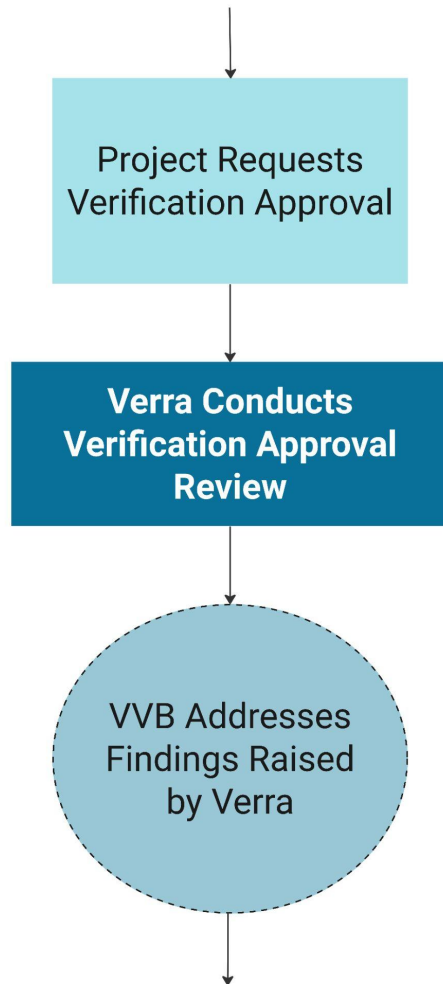 Project Requests
Verification Approval
Verra Conducts
Verification Approval
Review
VVB Addresses
Findings Raised
by Verra